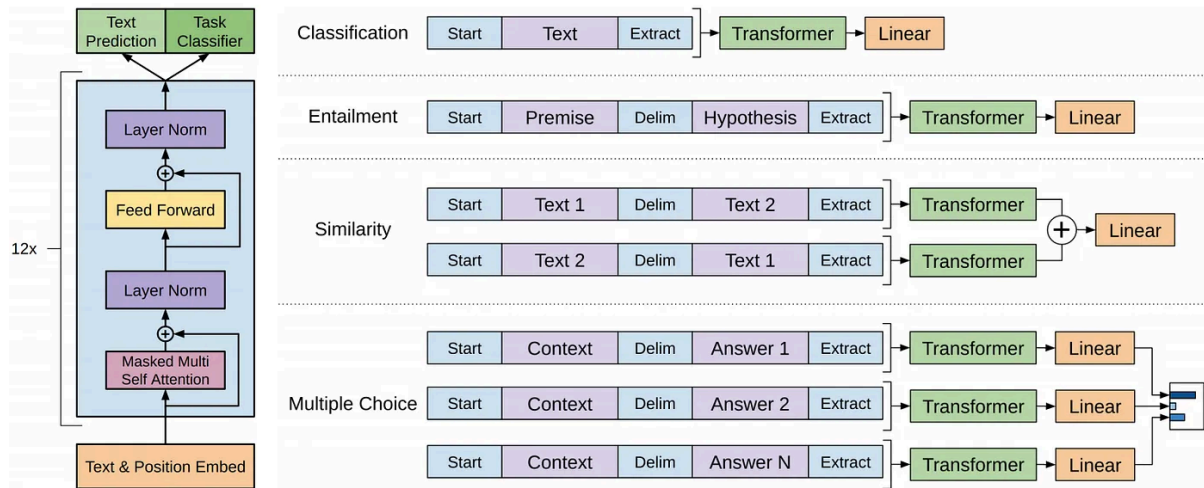 Text
Prediction
Task
Classifier
12x
Layer Norm
Feed Forward
Layer Norm
Masked Multi
Self Attention
Text & Position Embed
Classification
Start Text Extract Transformer Linear
Entailment
Start Premise Delim Hypothesis Extract Transformer Linear
Similarity
Start Text 1 Delim Text 2 Extract Transformer
Linear
Start Text 2 Delim Text 1 Extract Transformer
Multiple Choice
Start Context Delim Answer 1 Extract Transformer Linear
Start Context Delim Answer 2 Extract Transformer Linear
Start Context Delim Answer N Extract Transformer Linear